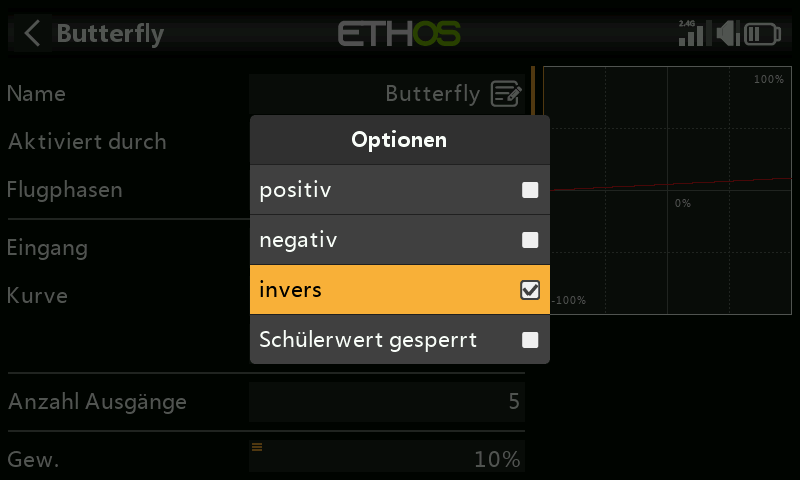 Butterfly
ETHOS
2.4G
Name
Butterfly
100%
Aktiviert durch
Optionen
Flugphasen
positiv
0%
negativ
Eingang
invers
Kurve
-100%
Schülerwert gesperrt
Anzahl Ausgänge
5
Gew.
10%